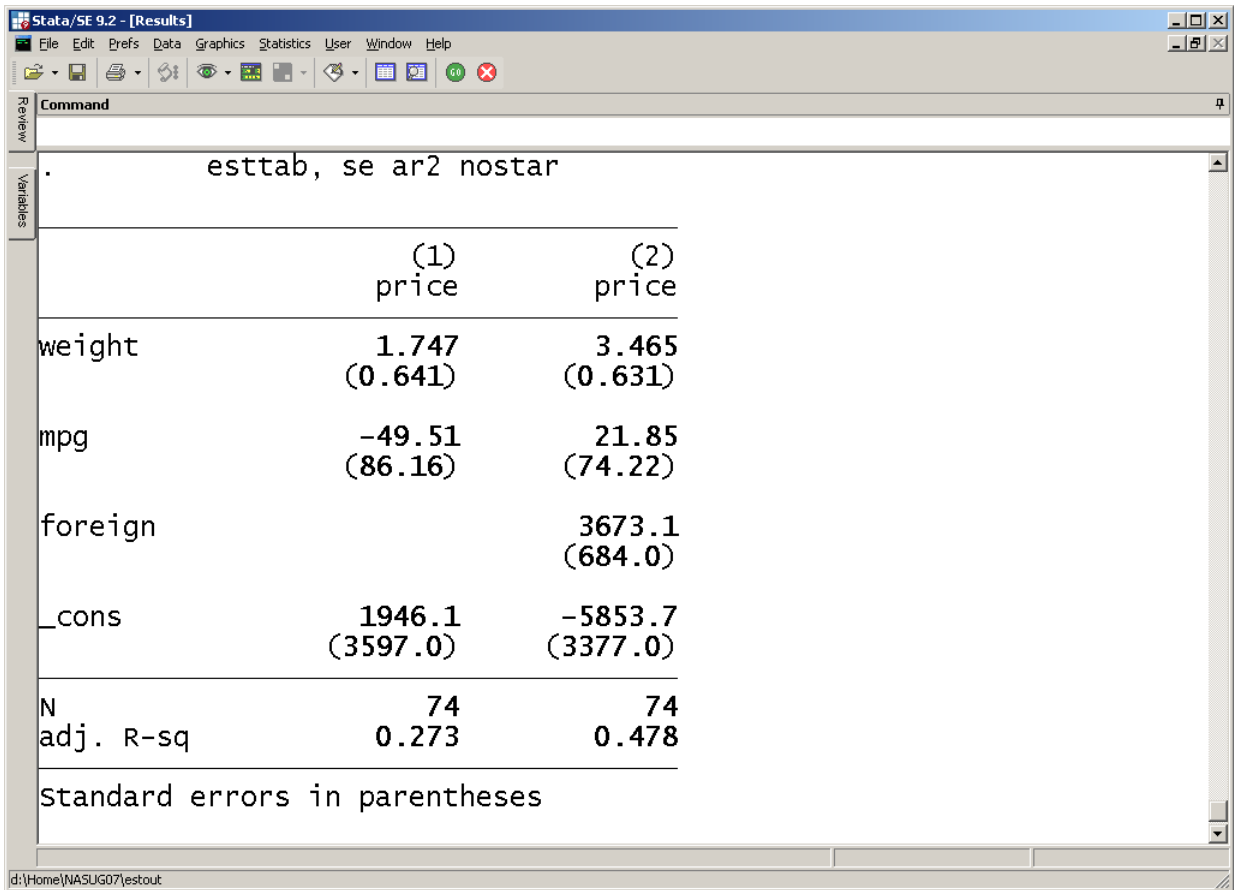 Stata/SE 9.2 - [Results]
File Edit Prefs Data Graphics Statistics User Window Help
GO
Review
Command
Variables
. esttab, se ar2 nostar
(1) (2)
price price
weight 1.747 3.465
(0.641) (0.631)
mpg -49.51 21.85
(86.16) (74.22)
foreign 3673.1
(684.0)
_cons 1946.1 -5853.7
(3597.0) (3377.0)
N 74 74
adj. R-sq 0.273 0.478
Standard errors in parentheses
d:\Home\NASUG07\estout